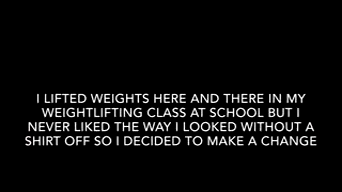 I LIFTED WEIGHTS HERE AND THERE IN MY
WEIGHTLIFTING CLASS AT SCHOOL BUT I
NEVER LIKED THE WAY I LOOKED WITHOUT A
SHIRT OFF SO I DECIDED TO MAKE A CHANGE